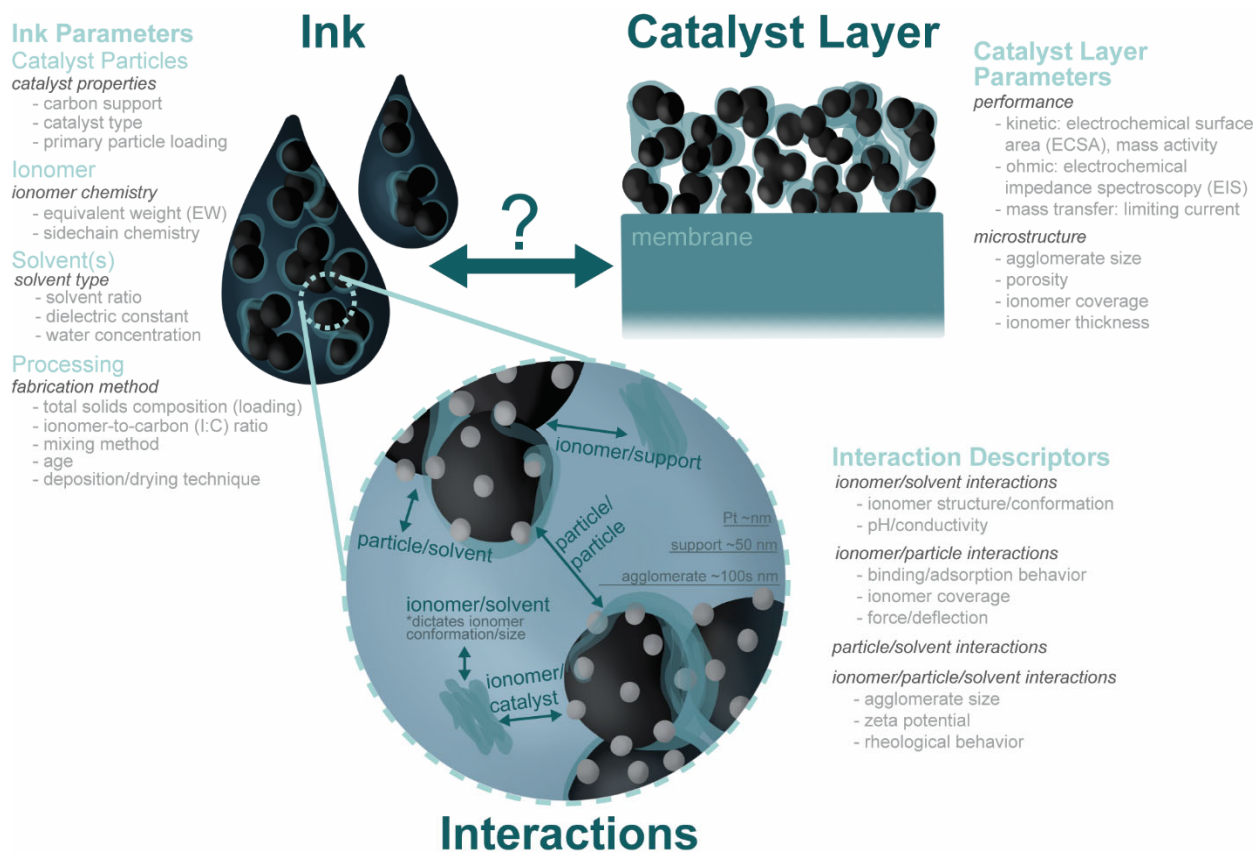 Ink
Catalyst Layer
Ink Parameters
Catalyst Particles
catalyst properties
- carbon support
- catalyst type
- primary particle loading
Ionomer
ionomer chemistry
- equivalent weight (EW)
- sidechain chemistry
Solvent(s)
solvent type
- solvent ratio
- dielectric constant
- water concentration
Processing
fabrication method
- total solids composition (loading)
- ionomer-to-carbon (I:C) ratio
- mixing method
- age
- deposition/drying technique
?
membrane
Catalyst Layer
Parameters
performance
- kinetic: electrochemical surface
area (ECSA), mass activity
- ohmic: electrochemical
impedance spectroscopy (EIS)
- mass transfer: limiting current
microstructure
- agglomerate size
- porosity
- ionomer coverage
- ionomer thickness
ionomer/support
particle/solvent
particle/
particle
Pt ~nm
support ~50 nm
agglomerate ~100s nm
ionomer/solvent
*dictates ionomer
conformation/size
ionomer/
catalyst
Interactions
Interaction Descriptors
ionomer/solvent interactions
- ionomer structure/conformation
- pH/conductivity
ionomer/particle interactions
- binding/adsorption behavior
- ionomer coverage
- force/deflection
particle/solvent interactions
ionomer/particle/solvent interactions
- agglomerate size
- zeta potential
- rheological behavior